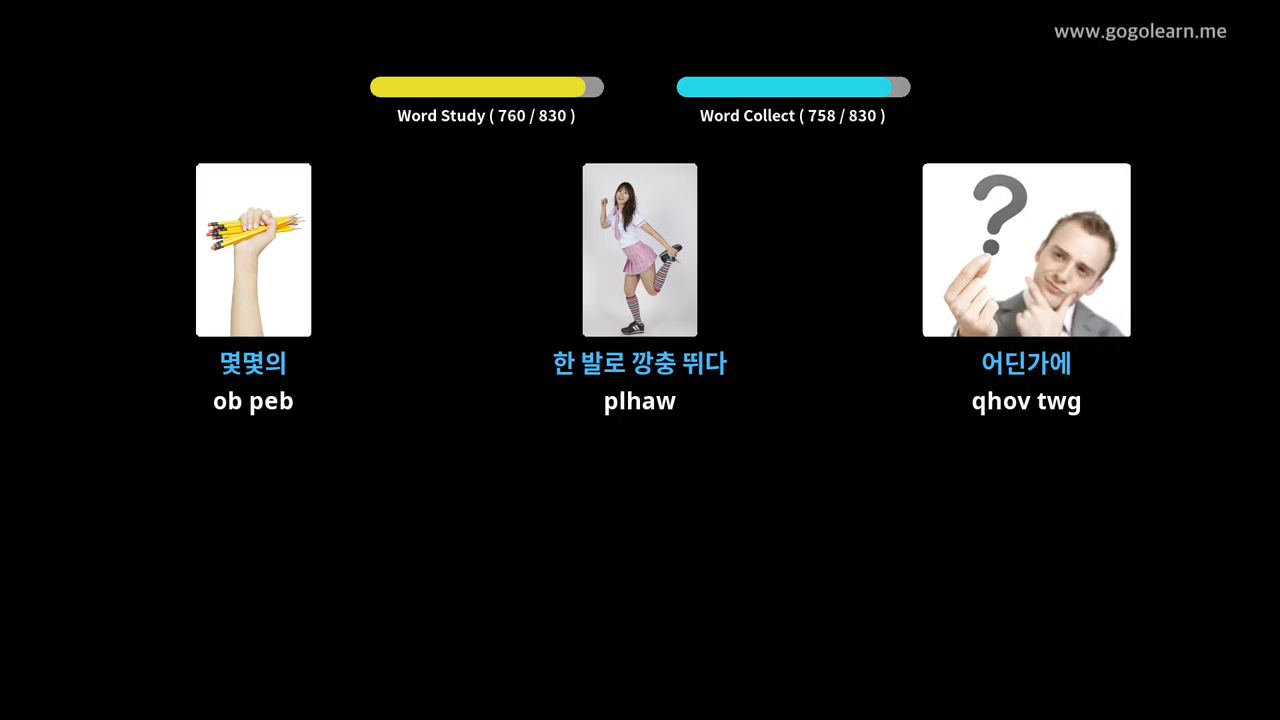 www.gogolearn.me
Word Study ( 760 / 830 )
Word Collect ( 758 / 830 )
몇몇의
한 발로 깡충 뛰다
어딘가에
ob peb
plhaw
qhov twg